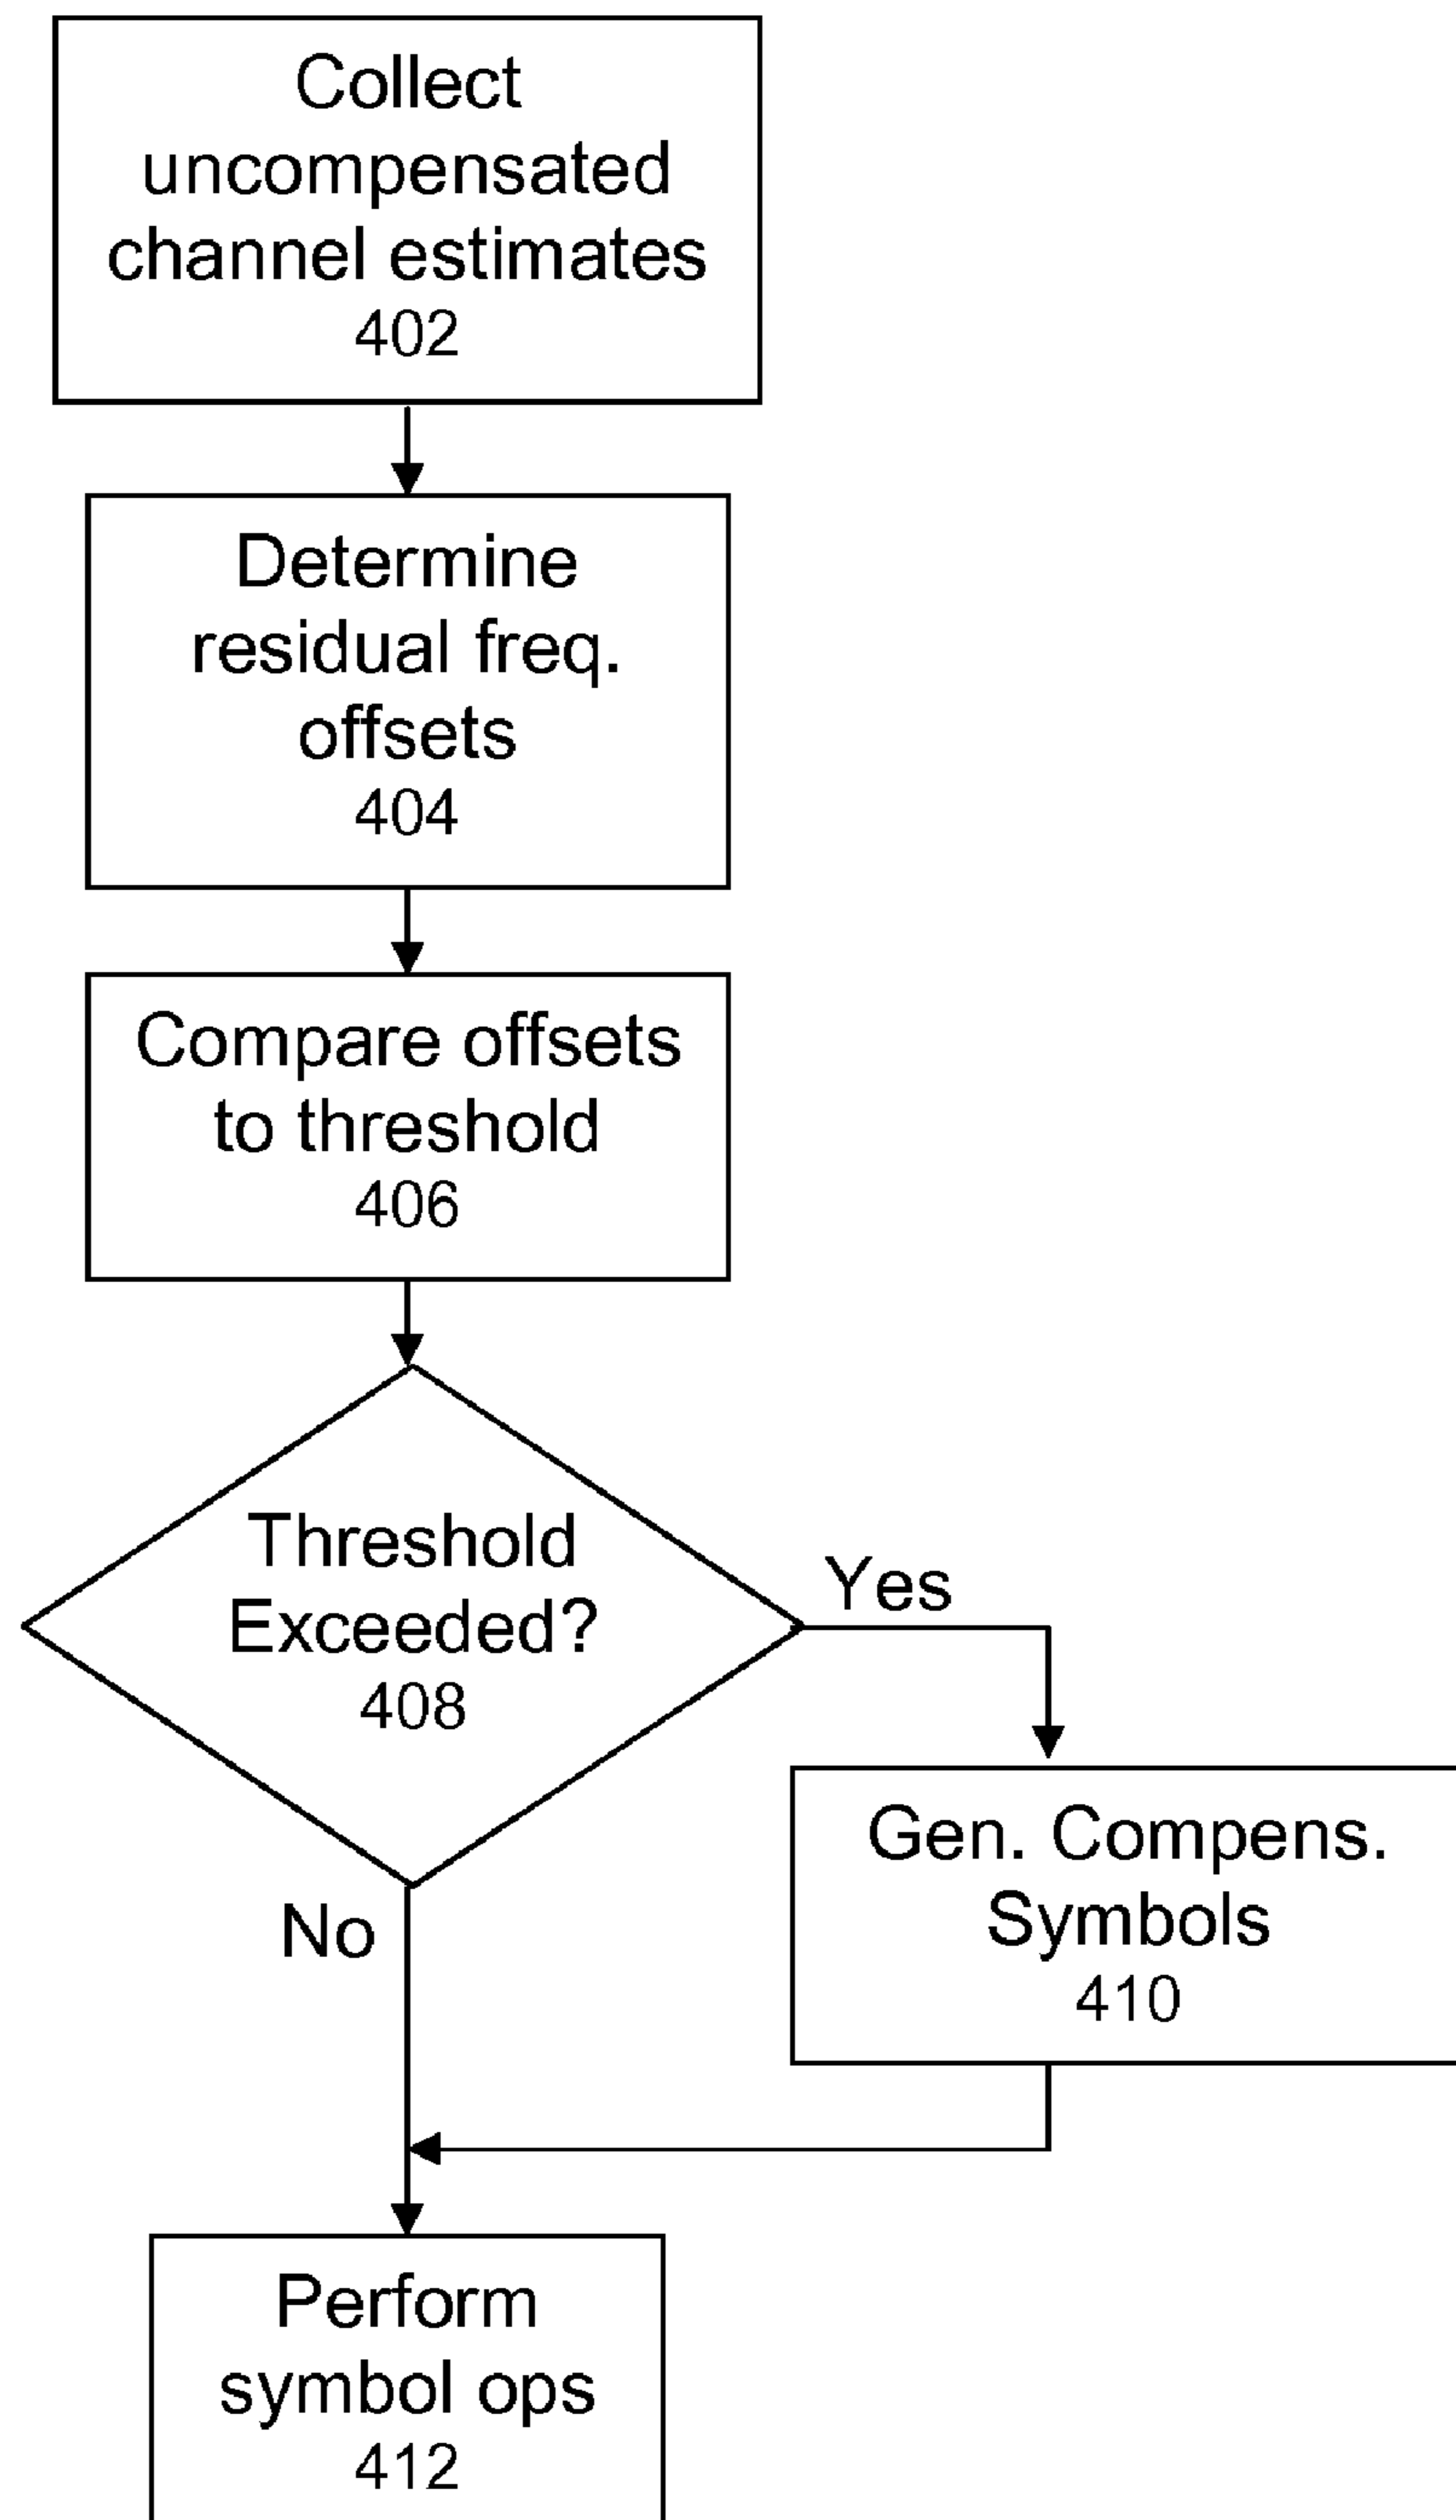 Collect
uncompensated
channel estimates
402
Determine
residual freq.
offsets
404
Compare offsets
to threshold
406
Threshold
Exceeded?
408
Yes
Gen. Compens.
Symbols
410
No
Perform
symbol ops
412